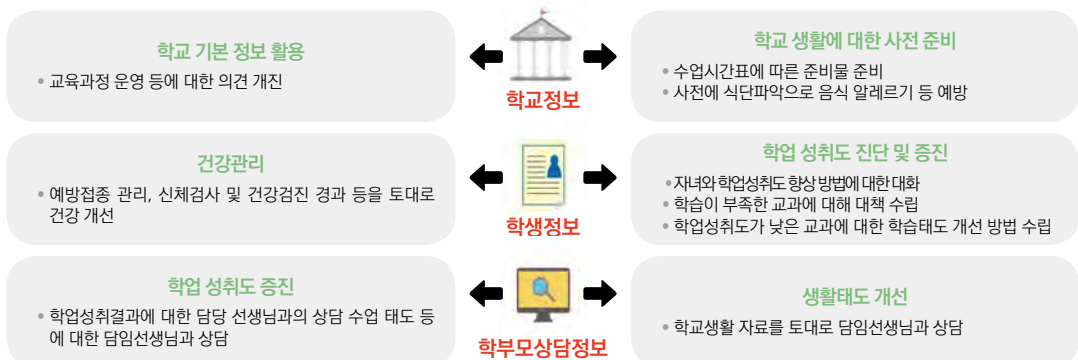 학교 기본 정보 활용
• 교육과정 운영 등에 대한 의견 개진
학교정보
학교 생활에 대한 사전 준비
• 수업시간표에 따른 준비물 준비
• 사전에 식단파악으로 음식 알레르기 등 예방
건강관리
• 예방접종 관리, 신체검사 및 건강검진 경과 등을 토대로
건강 개선
학생정보
학업 성취도 진단 및 증진
• 자녀와 학업성취도 향상 방법에 대한 대화
• 학습이 부족한 교과에 대해 대책 수립
• 학업성취도가 낮은 교과에 대한 학습태도 개선 방법 수립
학업 성취도 증진
• 학업성취결과에 대한 담당 선생님과의 상담 수업 태도 등
에 대한 담임선생님과 상담
학부모상담정보
생활태도 개선
• 학교생활 자료를 토대로 담임선생님과 상담